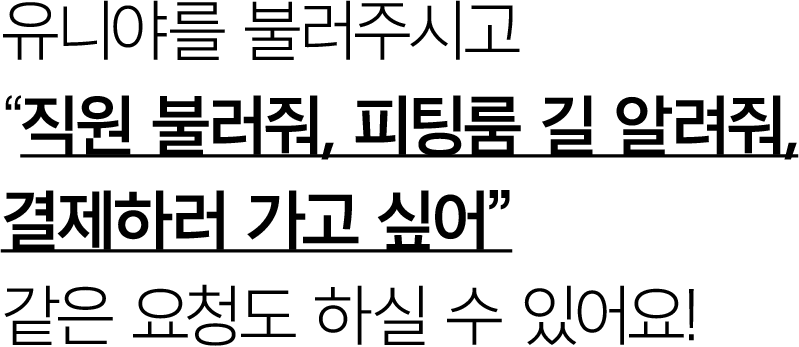 유니야를 불러주시고
“직원 불러줘, 피팅룸 길 알려줘,
결제하러 가고 싶어”
같은 요청도 하실 수 있어요!